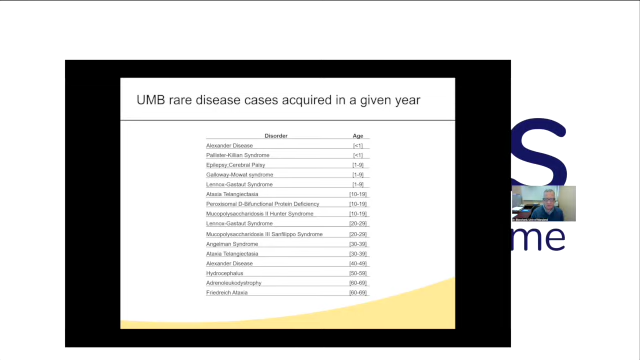 UMB rare disease cases acquired in a given year
Disorder Age
Alexander Disease [<1]
Pallister-Killian Syndrome [<1]
Epilepsy,Cerebral Palsy [1-9]
Galloway-Mowat syndrome [1-9]
Lennox-Gastaut Syndrome [1-9]
Ataxia Telangiectasia [10-19]
Peroxisomal D-Bifunctional Protein Deficiency [10-19]
Mucopolysaccharidosis II Hunter Syndrome [10-19]
Lennox-Gastaut Syndrome [20-29]
Mucopolysaccharidosis III Sanfilippo Syndrome [20-29]
Angelman Syndrome [30-39]
Ataxia Telangiectasia [30-39]
Alexander Disease [40-49]
Hydrocephalus [50-59]
Adrenoleukodystrophy [60-69]
Friedreich Ataxia [60-69]
s
me